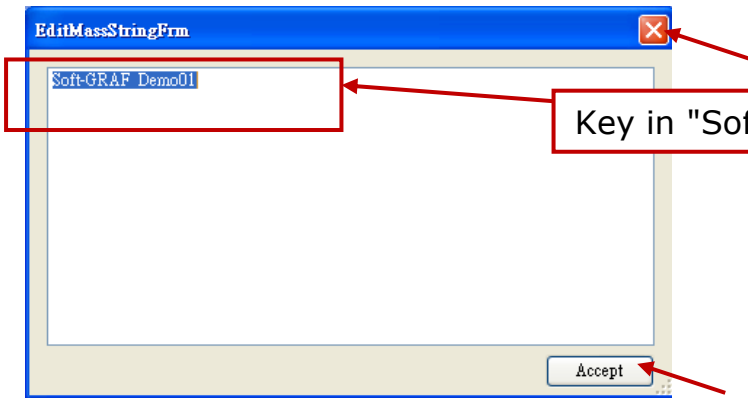 EditMassStringFrm
Soft-GRAF Demo01
Key in "Sof
Accept